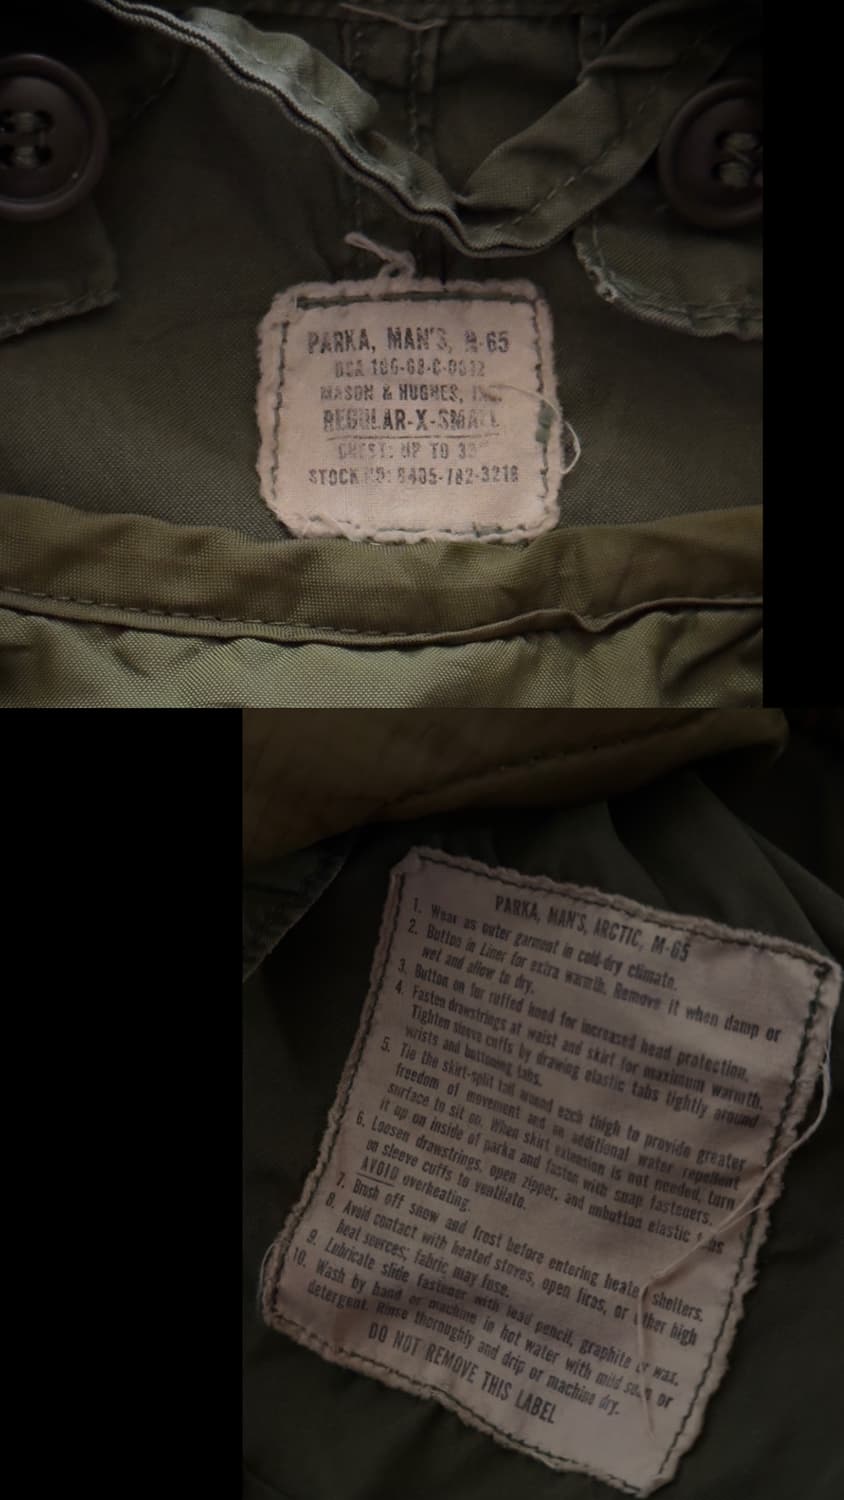 PARKA, MAN'S, M-65
DSA 100-68-C-0012
MASON & HUGHES, INC.
REGULAR-X-SMALL
CHEST: UP TO
STOCK NO: 8405-782-3216
PARKA, MAN'S, ARCTIC, M-65
1. Wear as outer garment in cold-dry climate.
2. Button in Liner for extra warmth. Remove it when damp or
wet and allow to dry.
3. Button on fur ruffed hood for increased head protection.
4. Fasten drawstrings at waist and skirt for maximum warmth.
Tighten sleeve cuffs by drawing elastic tabs tightly around
wrists and buttoning tabs.
5. Tie the skirt-split tail around each thigh to provide greater
freedom of movement and an additional water repellent
surface to sit on. When skirt extension is not needed, turn
it up on inside of parka and fasten with snap fasteners.
6. Loosen drawstrings, open zipper, and unbutton elastic tabs
on sleeve cuffs to ventilate.
AVOID overheating.
7. Brush off snow and frost before entering heated shelters.
8. Avoid contact with heated stoves, open fires, or other high
heat sources; fabric may fuse.
9. Lubricate slide fastener with lead pencil, graphite or wax.
10. Wash by hand or machine in hot water with mild soap or
detergent. Rinse thoroughly and drip or machine dry.
DO NOT REMOVE THIS LABEL